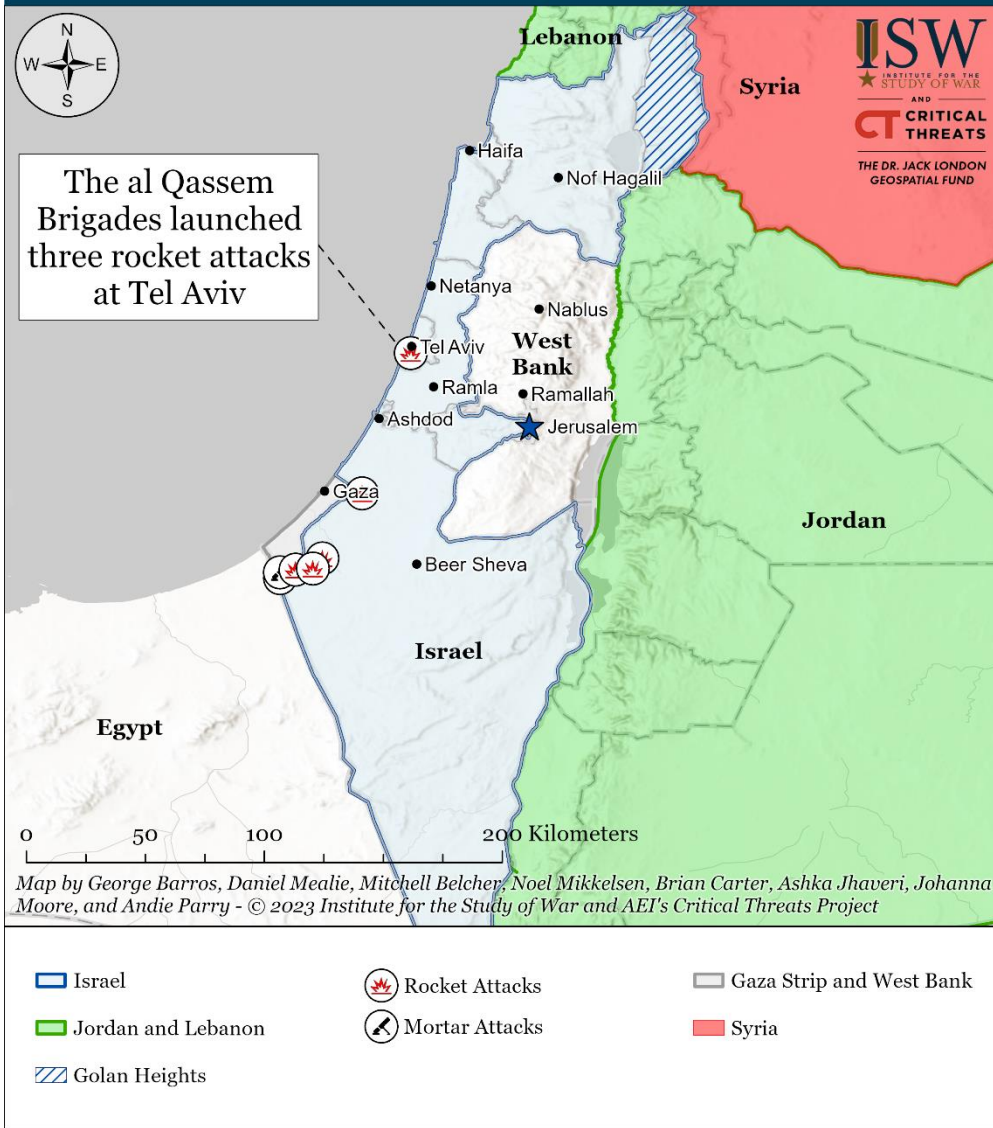 N
W
E
S
Lebanon
Syria
ISW
INSTITUTE FOR THE
STUDY OF WAR
AND
CT CRITICAL
THREATS
THE DR. JACK LONDON
GEOSPATIAL FUND
Haifa
Nof Hagalil
The al Qassem
Brigades launched
three rocket attacks
at Tel Aviv
Netanya
Nablus
Tel Aviv
West
Bank
Ramla
Ramallah
Ashdod
Jerusalem
Gaza
Jordan
Beer Sheva
Israel
Egypt
0 50 100 200 Kilometers
Map by George Barros, Daniel Mealie, Mitchell Belcher, Noel Mikkelsen, Brian Carter, Ashka Jhaveri, Johanna
Moore, and Andie Parry - © 2023 Institute for the Study of War and AEI's Critical Threats Project
Israel
Rocket Attacks
Gaza Strip and West Bank
Jordan and Lebanon
Mortar Attacks
Syria
Golan Heights